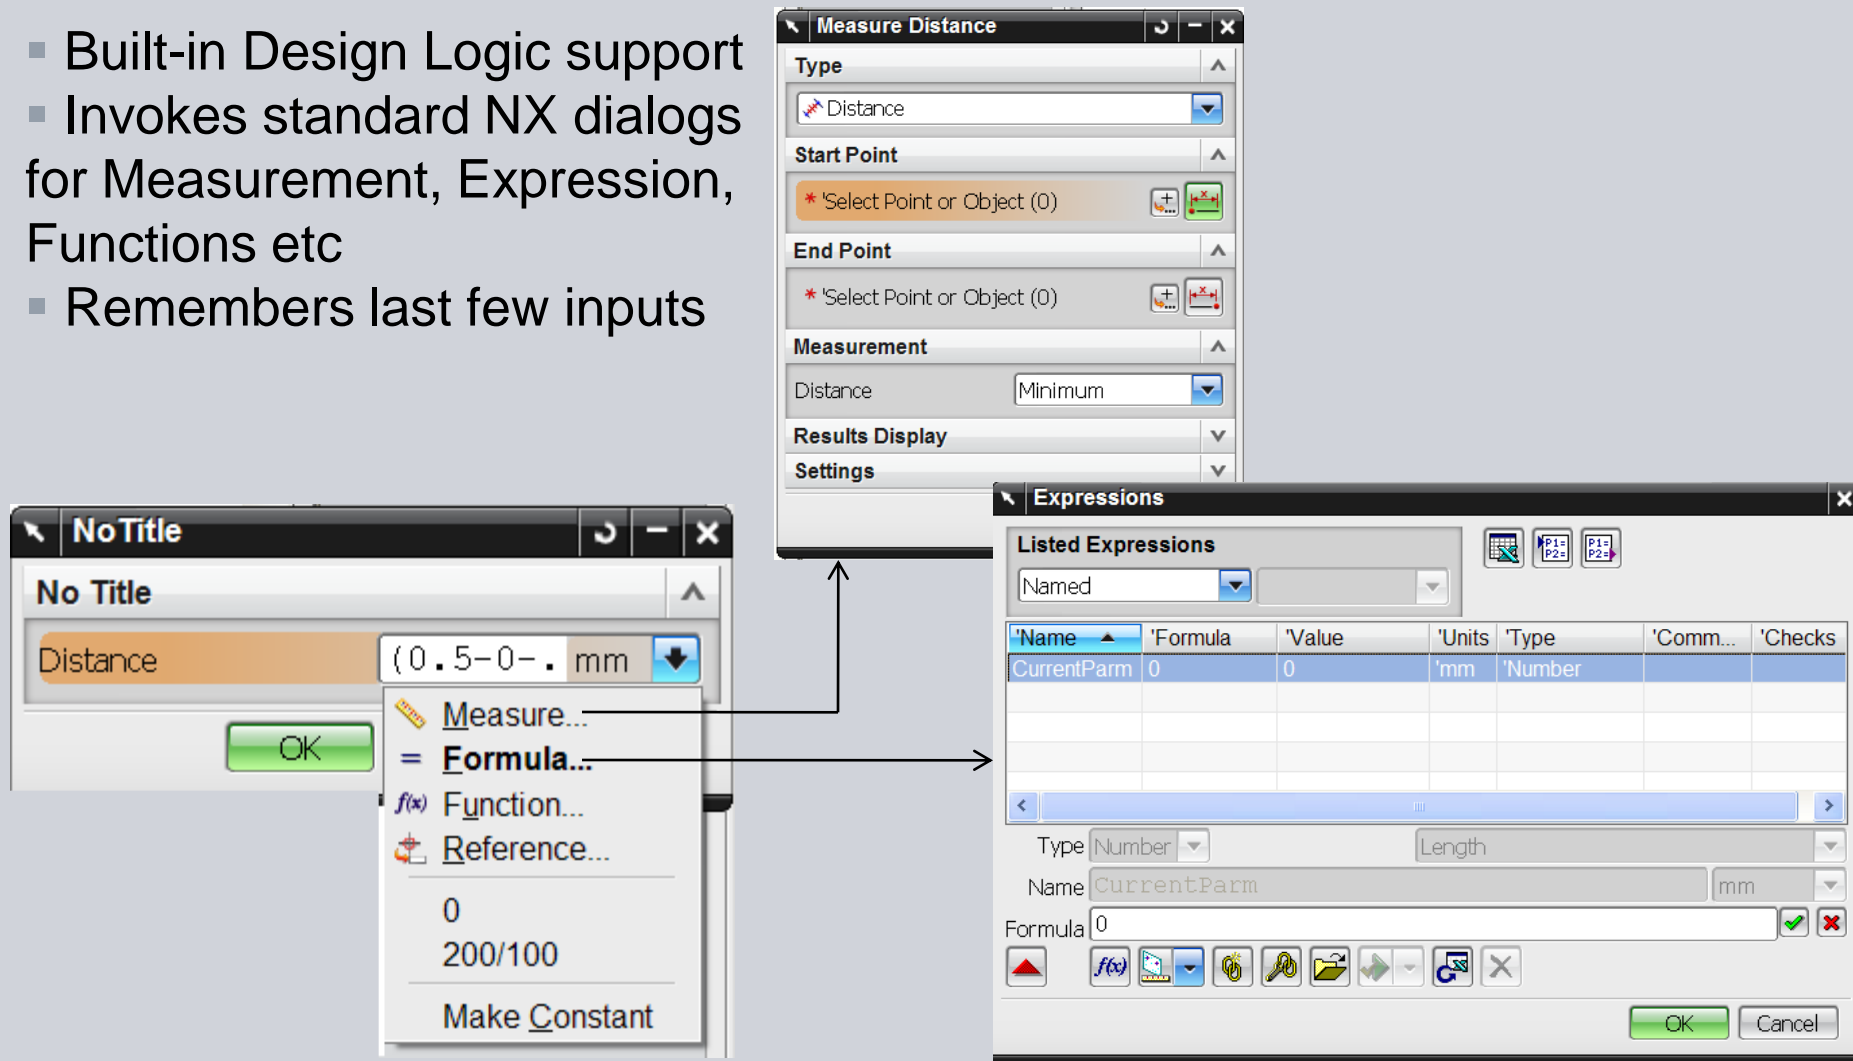 Built-in Design Logic support
Invokes standard NX dialogs
for Measurement, Expression,
Functions etc
Remembers last few inputs
Measure Distance
Type
Distance
Start Point
* 'Select Point or Object (0)
End Point
* 'Select Point or Object (0)
Measurement
Distance Minimum
Results Display
Settings
NoTitle
No Title
Distance (0.5-0-. mm
OK
Measure...
= Formula...
f(x) Function...
Reference...
0
200/100
Make Constant
Expressions
Listed Expressions
Named
P1= P2=
P1= P2=
'Name 'Formula 'Value 'Units 'Type 'Comm... 'Checks
CurrentParm 0 0 'mm 'Number
Type Number Length
Name CurrentParm mm
Formula 0
f(x)
OK Cancel